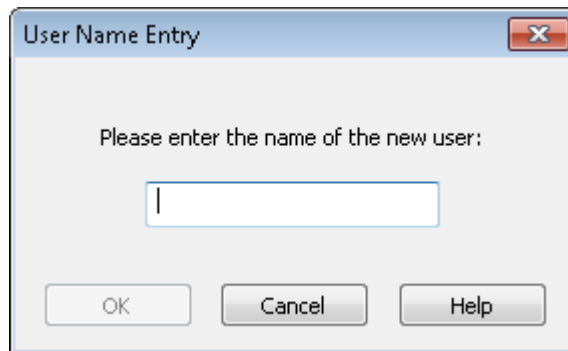 User Name Entry
Please enter the name of the new user:
OK
Cancel
Help